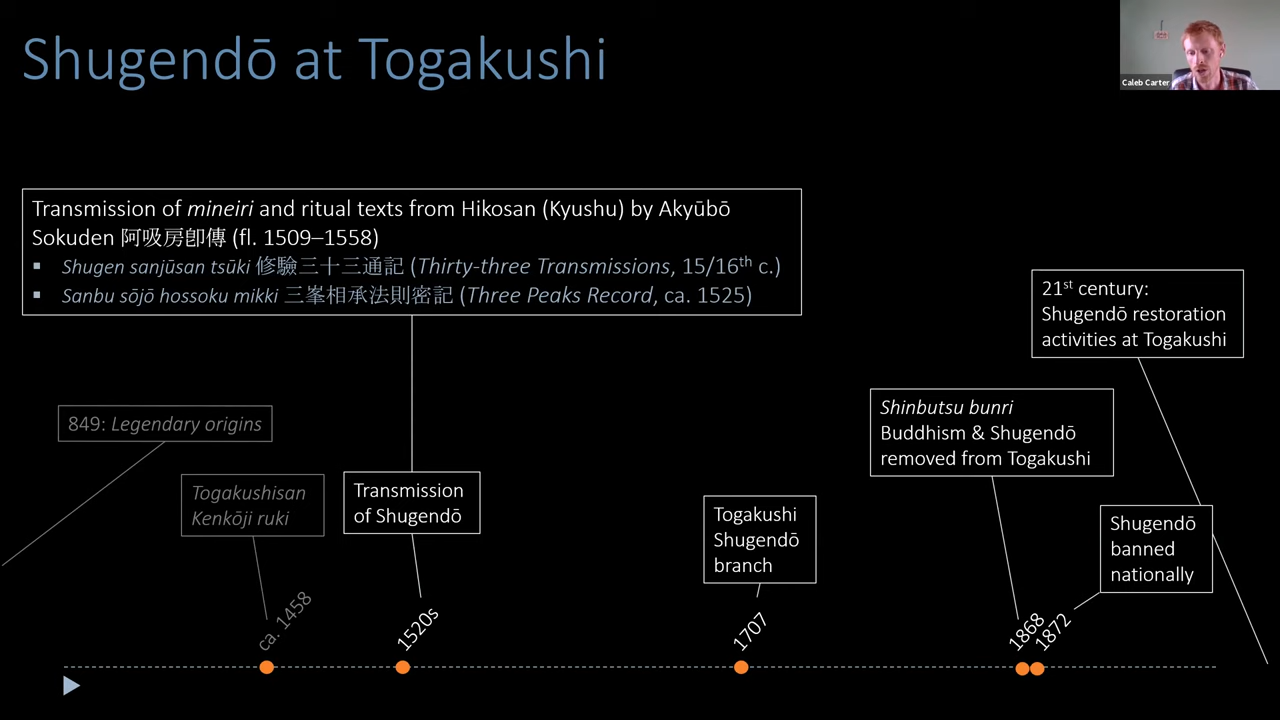 Shugendō at Togakushi
Caleb Carter
Transmission of mineiri and ritual texts from Hikosan (Kyushu) by Akyūbō
Sokuden 阿吸房卽傳 (fl. 1509–1558)
▪ Shugen sanjūsan tsūki 修驗三十三通記 (Thirty-three Transmissions, 15/16th c.)
▪ Sanbu sōjō hossoku mikki 三峯相承法則密記 (Three Peaks Record, ca. 1525)
21st century:
Shugendō restoration
activities at Togakushi
Shinbutsu bunri
Buddhism & Shugendō
removed from Togakushi
849: Legendary origins
Togakushisan
Kenkōji ruki
Transmission
of Shugendō
Togakushi
Shugendō
branch
Shugendō
banned
nationally
ca. 1458
1520s
1707
1868
1872